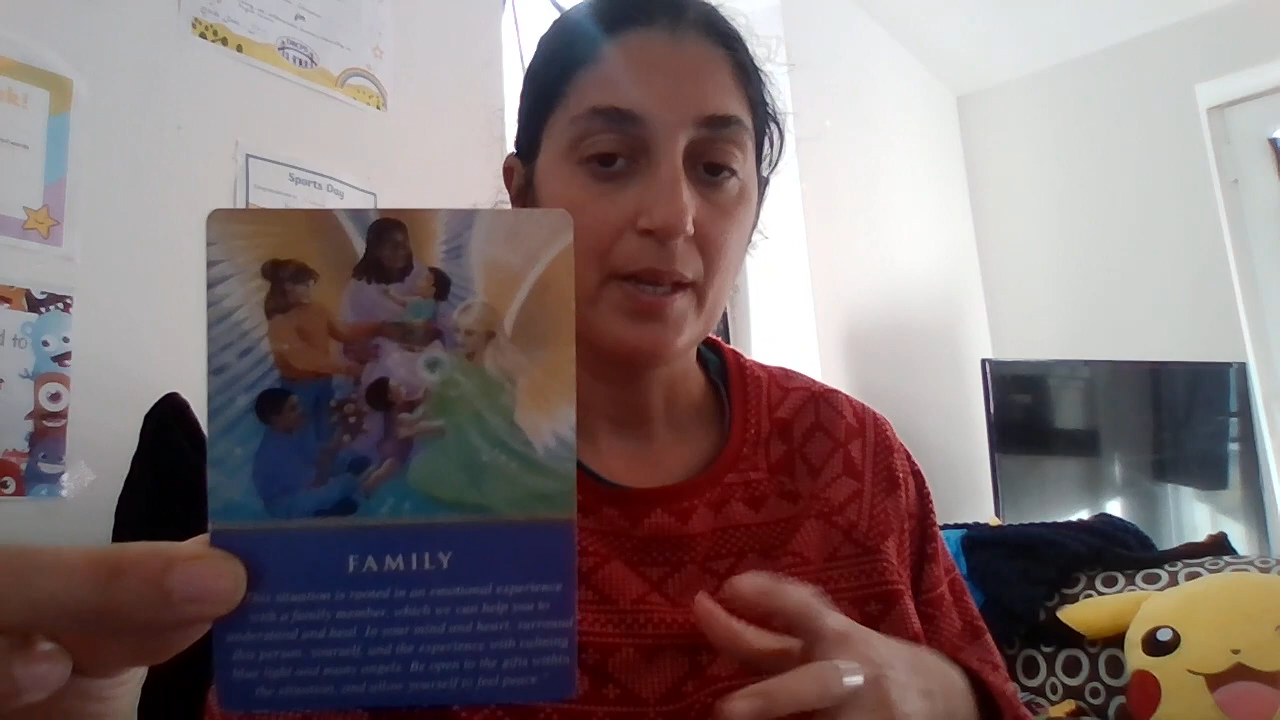 Sports Day
d to
FAMILY
This situation is rooted in an emotional experience
with a family member, which we can help you to
understand and heal. In your mind and heart, surround
this person, yourself, and the experience with calming
blue light and many angels. Be open to the gifts within
the situation, and allow yourself to feel peace."